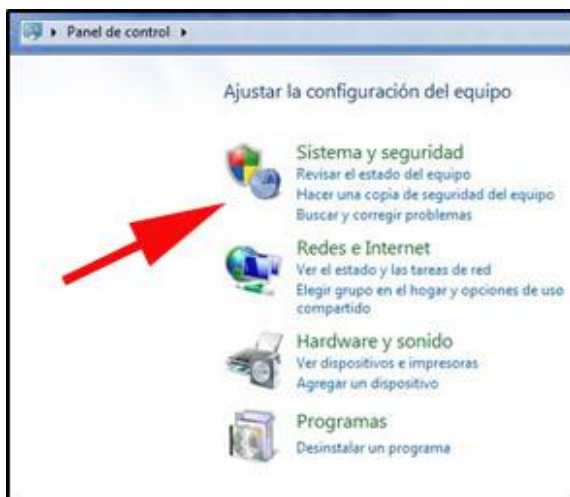 Panel de control
Ajustar la configuración del equipo
Sistema y seguridad
Revisar el estado del equipo
Hacer una copia de seguridad del equipo
Buscar y corregir problemas
Redes e Internet
Ver el estado y las tareas de red
Elegir grupo en el hogar y opciones de uso
compartido
Hardware y sonido
Ver dispositivos e impresoras
Agregar un dispositivo
Programas
Desinstalar un programa